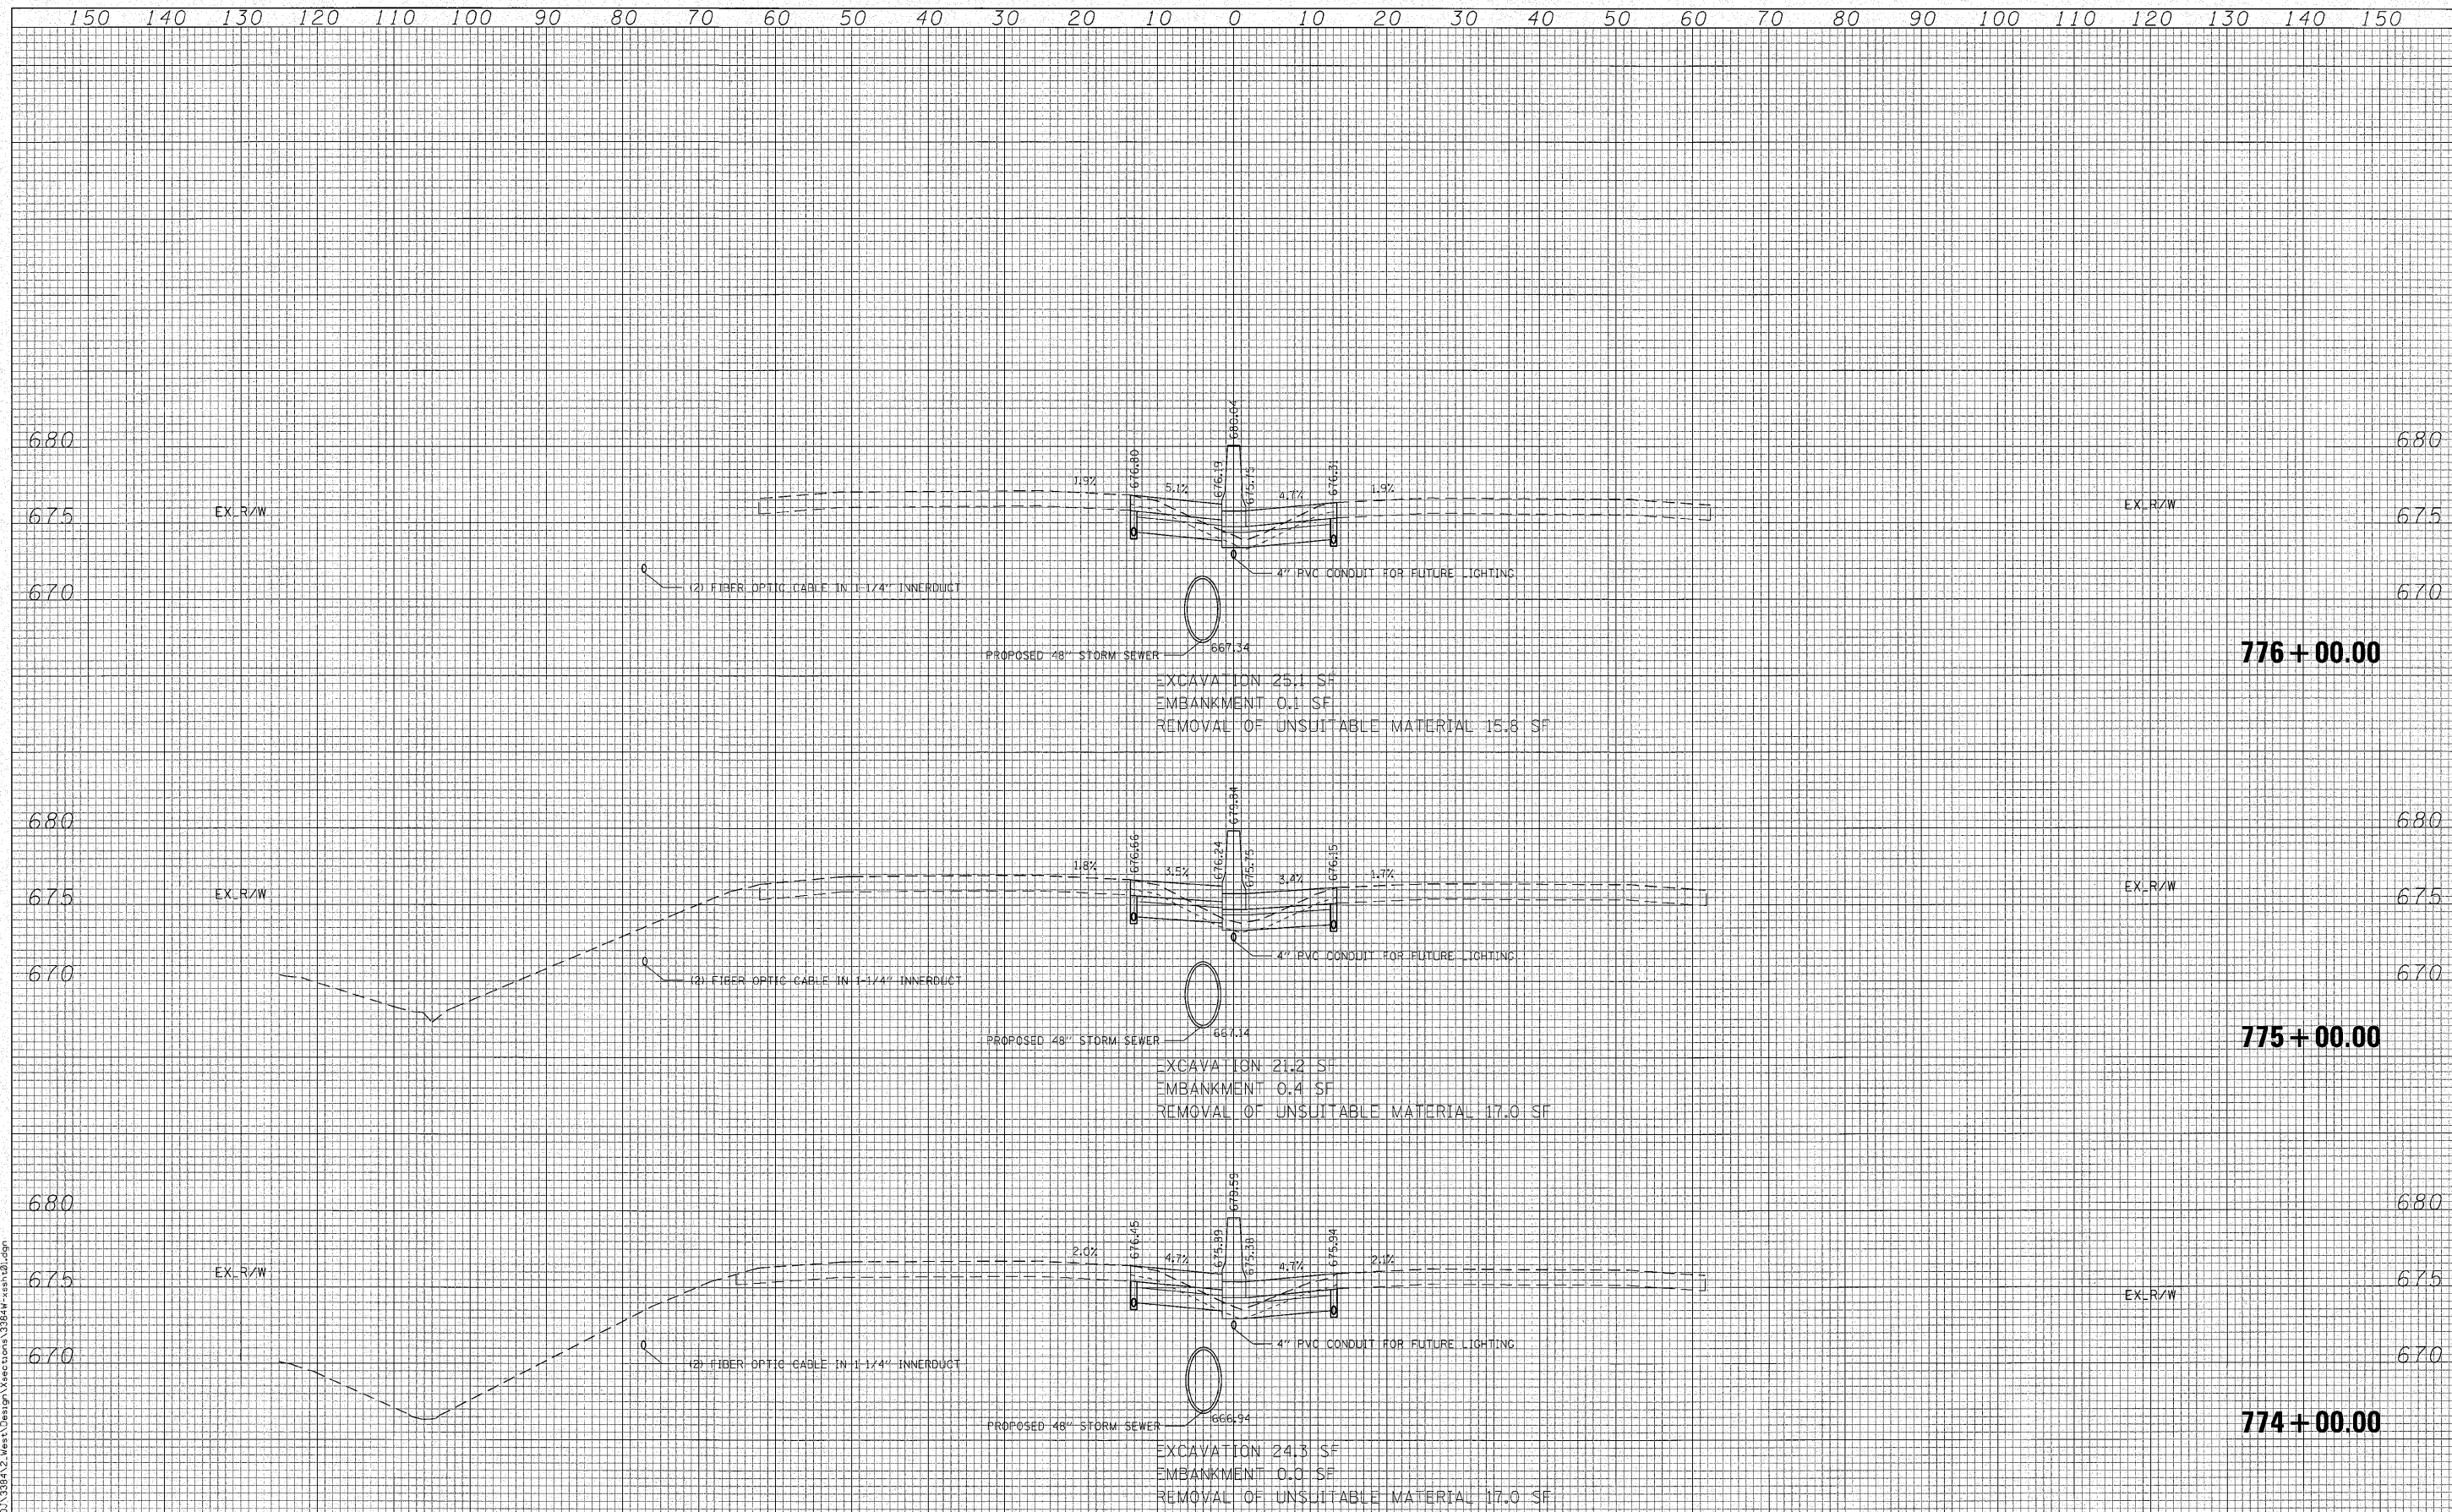 150 140 130 120 110 100 90 80 70 60 50 40 30 20 10 0 10 20 30 40 50 60 70 80 90 100 110 120 130 140 150
680.04
680 680
676.80 676.19 675.75 676.31
1.9% 5.1% 4.7% 1.9%
EX_R/W EX_R/W
675 675
4" PVC CONDUIT FOR FUTURE LIGHTING
(2) FIBER OPTIC CABLE IN 1-1/4" INNERDUCT
670 670
667.34
PROPOSED 48" STORM SEWER
776+00.00
EXCAVATION 25.1 SF
EMBANKMENT 0.1 SF
REMOVAL OF UNSUITABLE MATERIAL 15.8 SF
679.84
680 680
676.66 676.24 675.75 676.15
1.8% 3.5% 3.4% 1.7%
EX_R/W EX_R/W
675 675
4" PVC CONDUIT FOR FUTURE LIGHTING
670 670
(2) FIBER OPTIC CABLE IN 1-1/4" INNERDUCT
667.14
PROPOSED 48" STORM SEWER
775+00.00
EXCAVATION 21.2 SF
EMBANKMENT 0.4 SF
REMOVAL OF UNSUITABLE MATERIAL 17.0 SF
679.59
680 680
676.45 675.89 675.38 675.94
2.0% 4.7% 4.7% 2.1%
EX_R/W EX_R/W
675 675
4" PVC CONDUIT FOR FUTURE LIGHTING
670 670
(2) FIBER OPTIC CABLE IN 1-1/4" INNERDUCT
666.94
PROPOSED 48" STORM SEWER
774+00.00
EXCAVATION 24.3 SF
EMBANKMENT 0.0 SF
REMOVAL OF UNSUITABLE MATERIAL 17.0 SF
\3384\2_West\Design\Xsections\3384W-xssht01.dgn